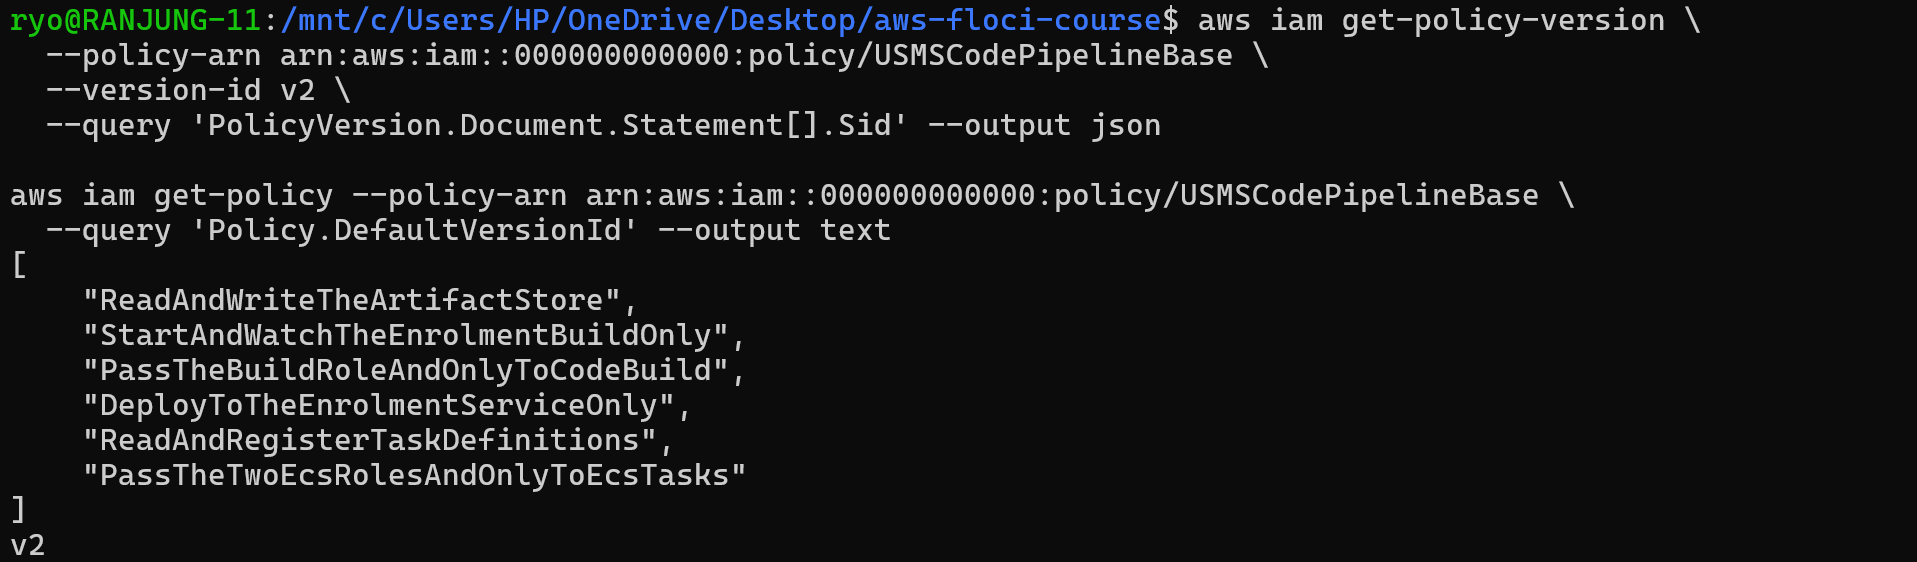 ryo@RANJUNG-11:/mnt/c/Users/HP/OneDrive/Desktop/aws-floci-course$ aws iam get-policy-version \
  --policy-arn arn:aws:iam::000000000000:policy/USMSCodePipelineBase \
  --version-id v2 \
  --query 'PolicyVersion.Document.Statement[].Sid' --output json

aws iam get-policy --policy-arn arn:aws:iam::000000000000:policy/USMSCodePipelineBase \
  --query 'Policy.DefaultVersionId' --output text
[
    "ReadAndWriteTheArtifactStore",
    "StartAndWatchTheEnrolmentBuildOnly",
    "PassTheBuildRoleAndOnlyToCodeBuild",
    "DeployToTheEnrolmentServiceOnly",
    "ReadAndRegisterTaskDefinitions",
    "PassTheTwoEcsRolesAndOnlyToEcsTasks"
]
v2